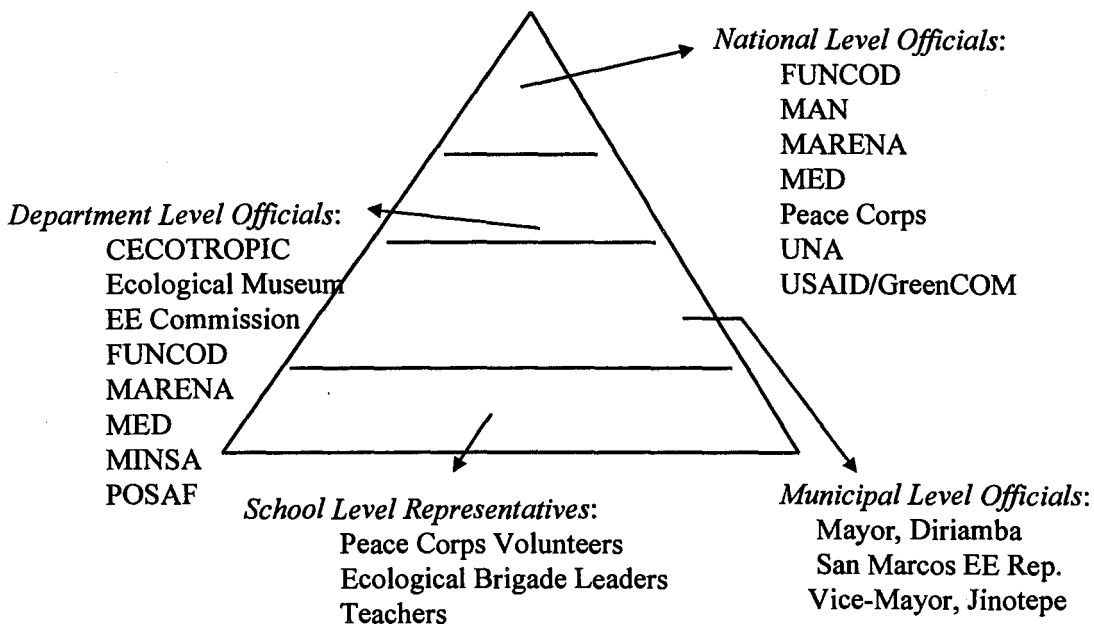 National Level Officials:
FUNCOD
MAN
MARENA
MED
Peace Corps
UNA
USAID/GreenCOM
Department Level Officials:
CECOTROPIC
Ecological Museum
EE Commission
FUNCOD
MARENA
MED
MINSA
POSAF
School Level Representatives:
Peace Corps Volunteers
Ecological Brigade Leaders
Teachers
Municipal Level Officials:
Mayor, Diriamba
San Marcos EE Rep.
Vice-Mayor, Jinotepe